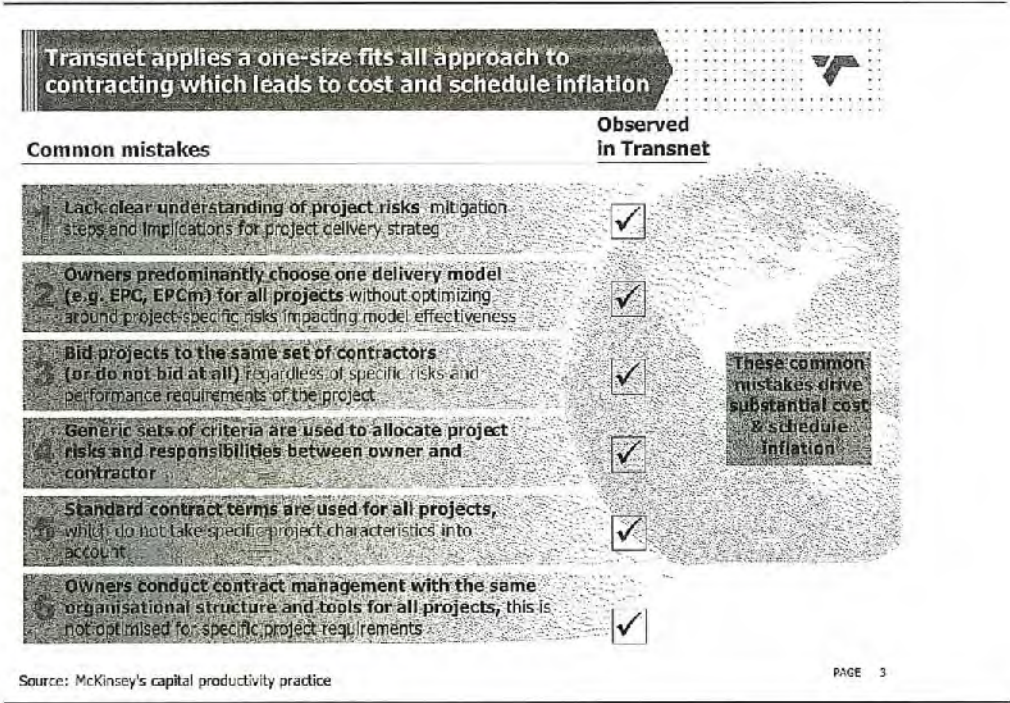 Transnet applies a one-size fits all approach to
contracting which leads to cost and schedule inflation
Common mistakes
Observed
in Transnet
1 Lack clear understanding of project risks mitigation
steps and implications for project delivery strateg
2 Owners predominantly choose one delivery model
(e.g. EPC, EPCm) for all projects without optimizing
around project-specific risks impacting model effectiveness
3 Bid projects to the same set of contractors
(or do not bid at all) regardless of specific risks and
performance requirements of the project
4 Generic sets of criteria are used to allocate project
risks and responsibilities between owner and
contractor
5 Standard contract terms are used for all projects,
which do not take specific project characteristics into
account
6 Owners conduct contract management with the same
organisational structure and tools for all projects, this is
not optimised for specific project requirements
These common
mistakes drive
substantial cost
& schedule
inflation
Source: McKinsey's capital productivity practice
PAGE 3